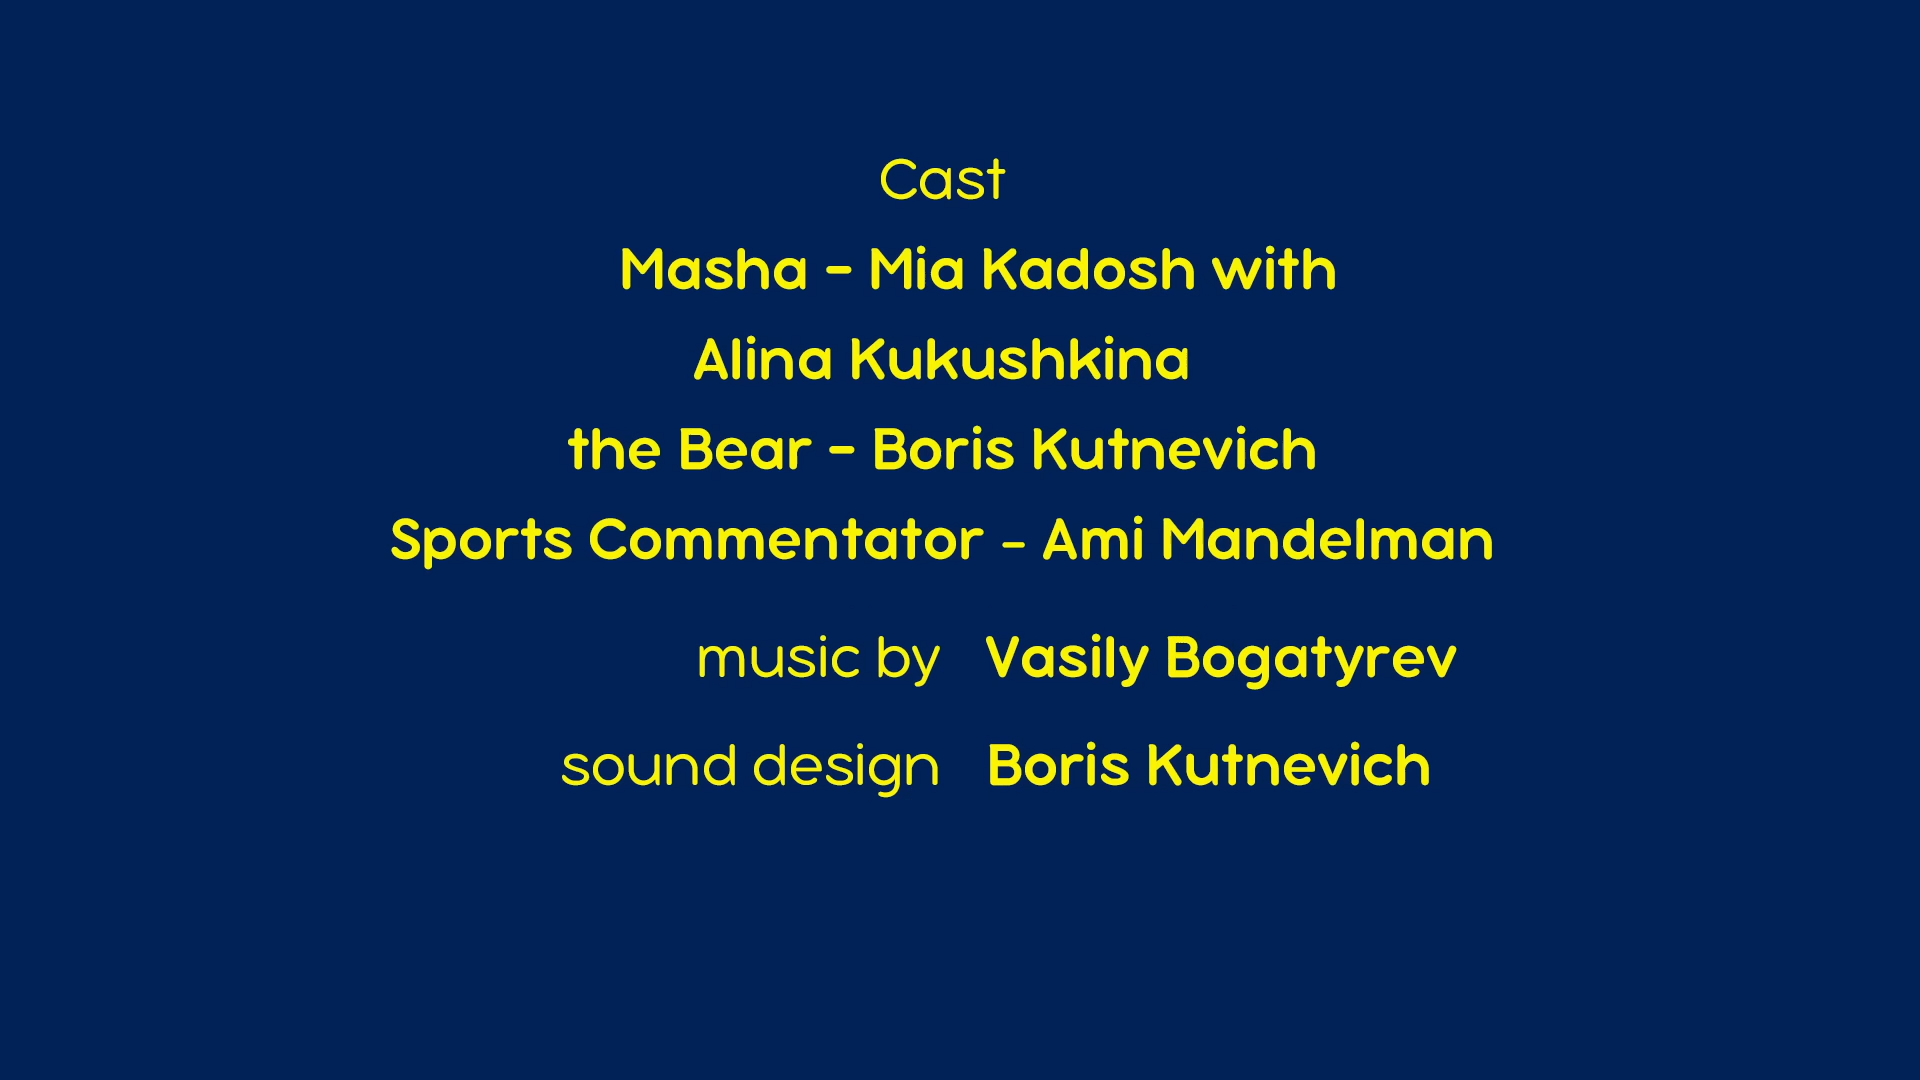 Cast
Masha - Mia Kadosh with
Alina Kukushkina
the Bear - Boris Kutnevich
Sports Commentator - Ami Mandelman
music by Vasily Bogatyrev
sound design Boris Kutnevich